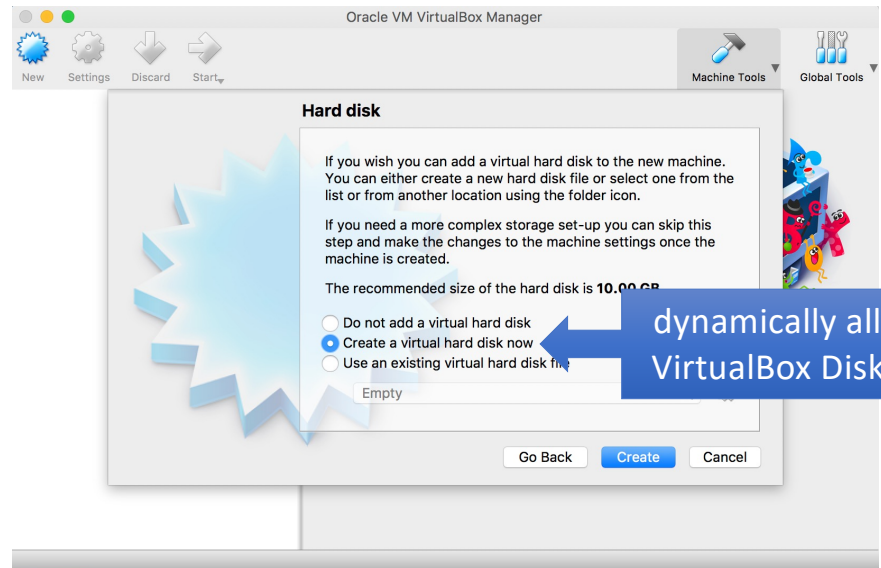 Oracle VM VirtualBox Manager
New Settings Discard Start Machine Tools Global Tools
Hard disk
If you wish you can add a virtual hard disk to the new machine.
You can either create a new hard disk file or select one from the
list or from another location using the folder icon.
If you need a more complex storage set-up you can skip this
step and make the changes to the machine settings once the
machine is created.
The recommended size of the hard disk is 10.00 GB
Do not add a virtual hard disk
Create a virtual hard disk now
Use an existing virtual hard disk file
Empty
dynamically all
VirtualBox Disk
Go Back Create Cancel